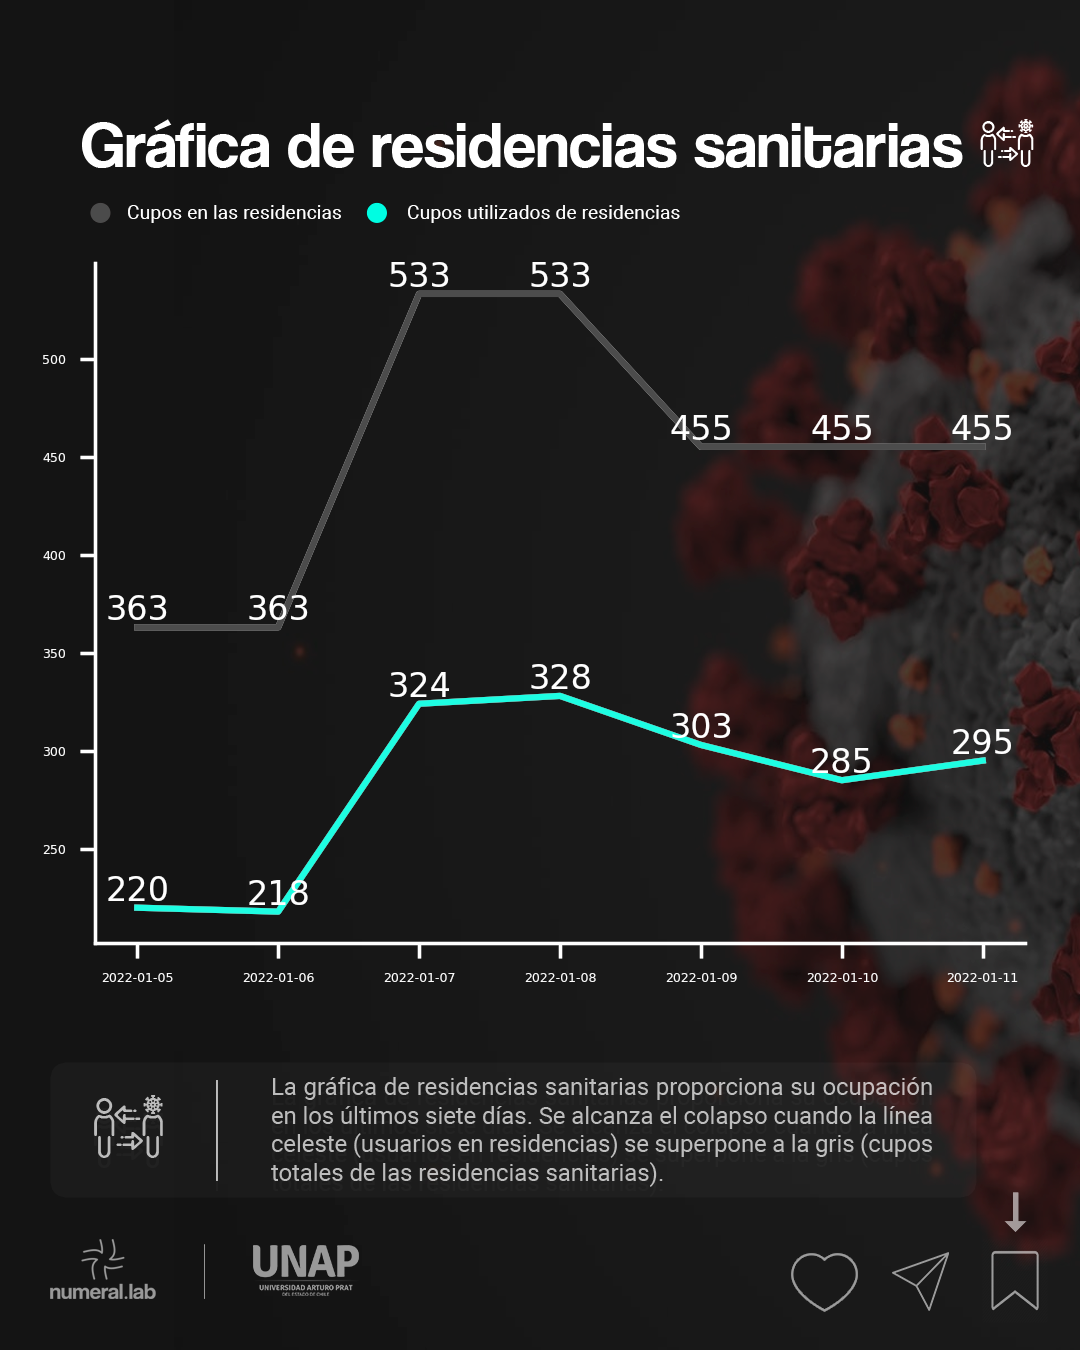 Gráfica de residencias sanitarias
Cupos en las residencias
Cupos utilizados de residencias
533 533
500
455 455 455
450
400
363 363
350
324 328
303
300
285 295
250
220 218
2022-01-05 2022-01-06 2022-01-07 2022-01-08 2022-01-09 2022-01-10 2022-01-11
La gráfica de residencias sanitarias proporciona su ocupación
en los últimos siete días. Se alcanza el colapso cuando la línea
celeste (usuarios en residencias) se superpone a la gris (cupos
totales de las residencias sanitarias).
numeral.lab
UNAP
UNIVERSIDAD ARTURO PRAT
DEL ESTADO DE CHILE